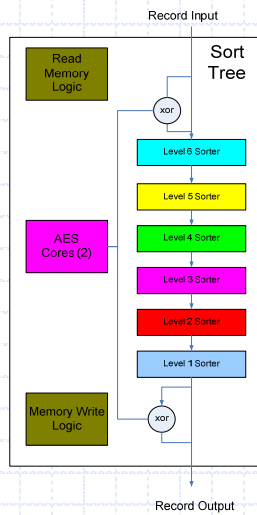 Record Input
Sort
Tree
Read
Memory
Logic
xor
Level 6 Sorter
Level 5 Sorter
AES
Cores (2)
Level 4 Sorter
Level 3 Sorter
Level 2 Sorter
Level 1 Sorter
Memory Write
Logic
xor
Record Output